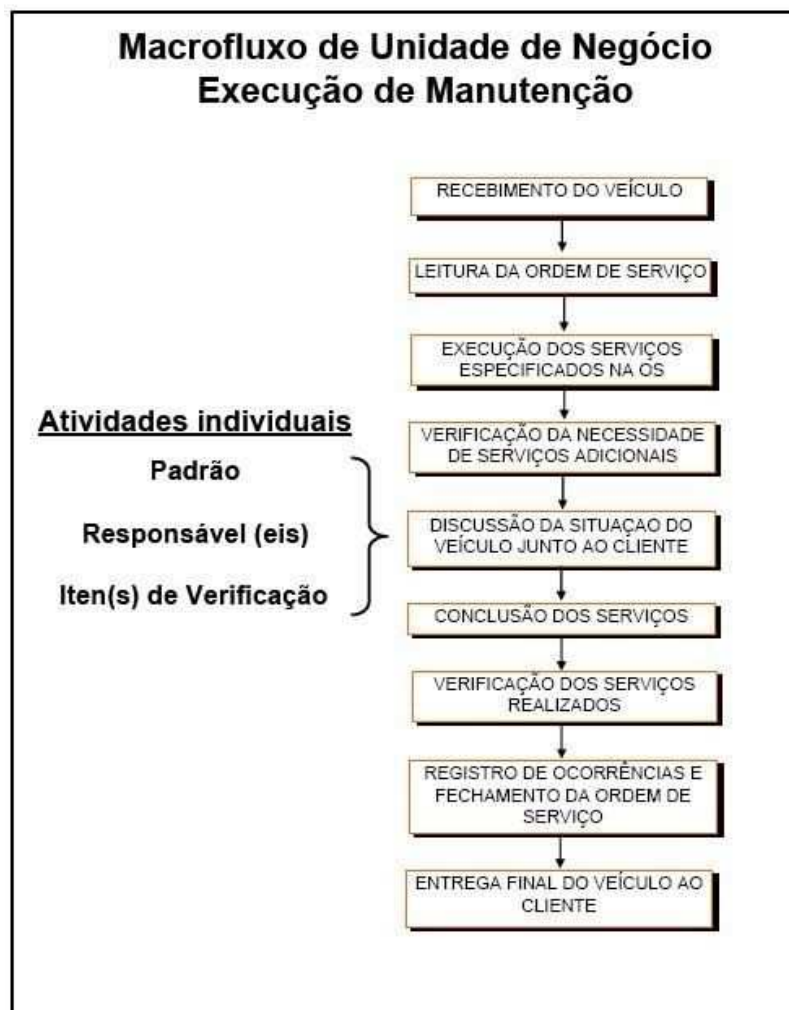 Macrofluxo de Unidade de Negócio
Execução de Manutenção
RECEBIMENTO DO VEÍCULO
LEITURA DA ORDEM DE SERVIÇO
EXECUÇÃO DOS SERVIÇOS
ESPECIFICADOS NA OS
Atividades individuais
Padrão
Responsável (eis)
Iten(s) de Verificação
VERIFICAÇÃO DA NECESSIDADE
DE SERVIÇOS ADICIONAIS
DISCUSSÃO DA SITUAÇAO DO
VEÍCULO JUNTO AO CLIENTE
CONCLUSÃO DOS SERVIÇOS
VERIFICAÇÃO DOS SERVIÇOS
REALIZADOS
REGISTRO DE OCORRÊNCIAS E
FECHAMENTO DA ORDEM DE
SERVIÇO
ENTREGA FINAL DO VEÍCULO AO
CLIENTE